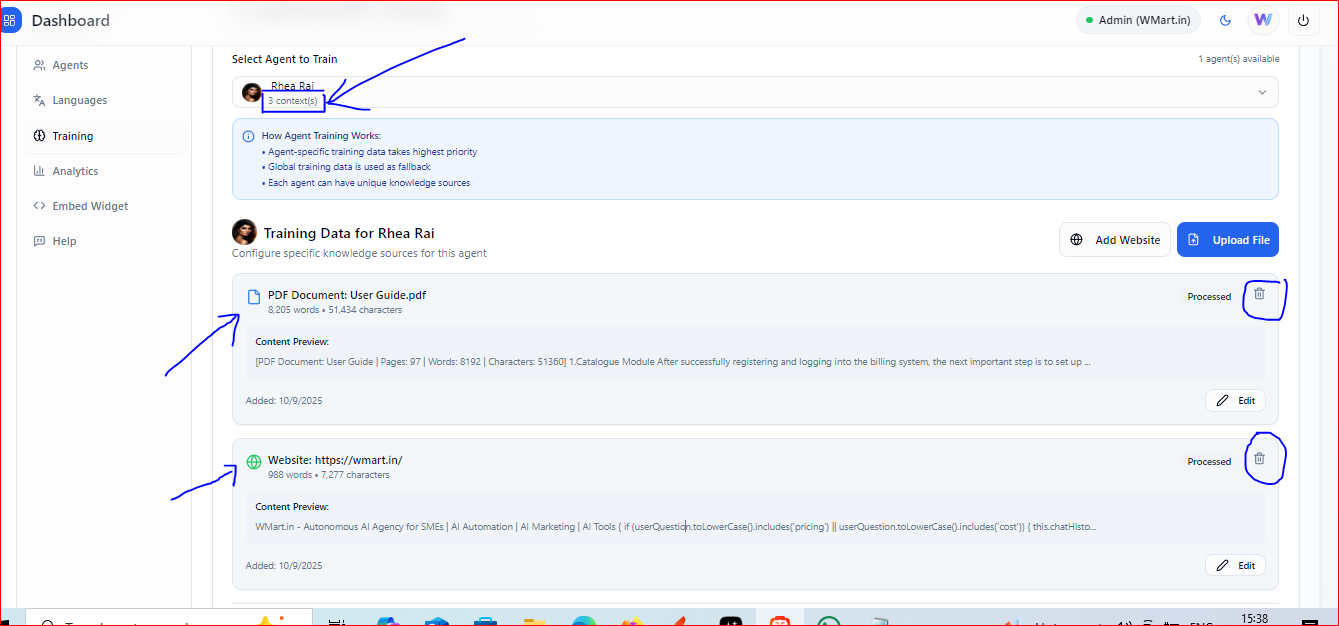 Dashboard
Admin (WMart.in)
Agents
Languages
Training
Analytics
Embed Widget
Help
Select Agent to Train
1 agent(s) available
Rhea Rai
3 context(s)
How Agent Training Works:
• Agent-specific training data takes highest priority
• Global training data is used as fallback
• Each agent can have unique knowledge sources
Training Data for Rhea Rai
Configure specific knowledge sources for this agent
Add Website
Upload File
PDF Document: User Guide.pdf
8,205 words • 51,434 characters
Processed
Content Preview:
[PDF Document: User Guide | Pages: 97 | Words: 8192 | Characters: 51360] 1.Catalogue Module After successfully registering and logging into the billing system, the next important step is to set up ...
Added: 10/9/2025
Edit
Website: https://wmart.in/
988 words • 7,277 characters
Processed
Content Preview:
WMart.in - Autonomous AI Agency for SMEs | AI Automation | AI Marketing | AI Tools { if (userQuestion.toLowerCase().includes('pricing') || userQuestion.toLowerCase().includes('cost')) { this.chatHisto...
Added: 10/9/2025
Edit
15:38